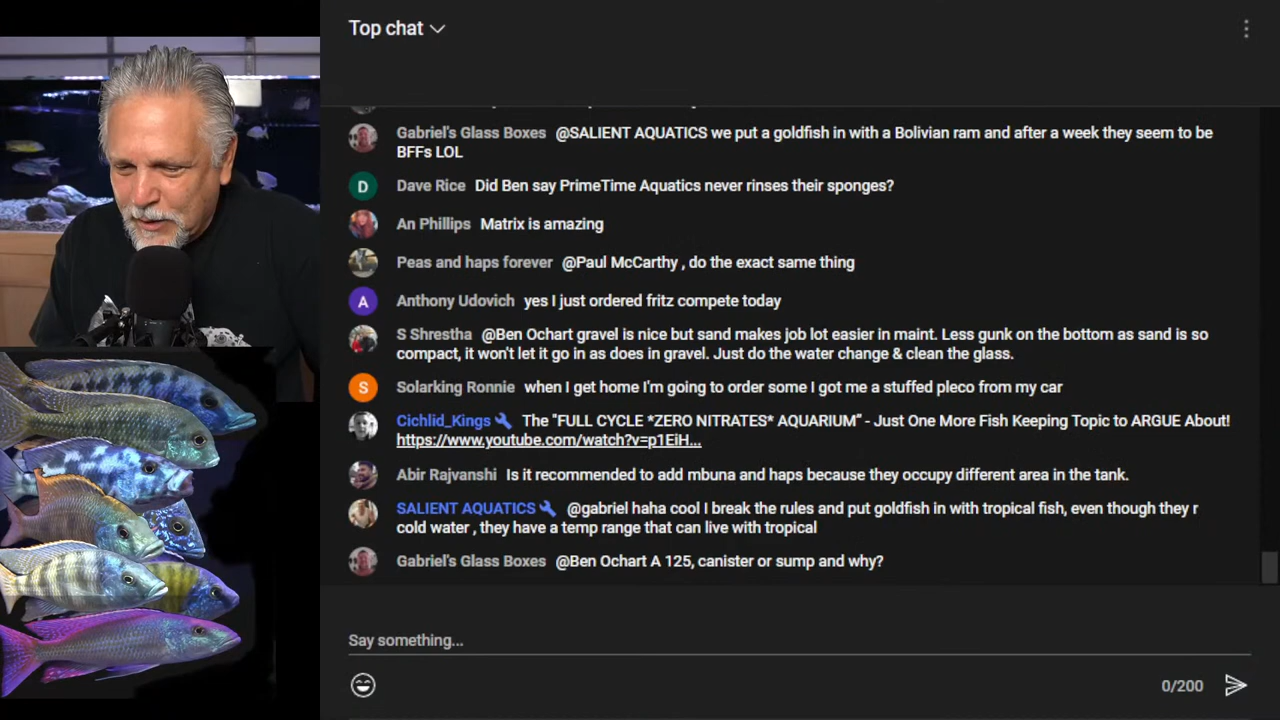 Top chat
Gabriel's Glass Boxes @SALIENT AQUATICS we put a goldfish in with a Bolivian ram and after a week they seem to be
BFFs LOL
D Dave Rice Did Ben say PrimeTime Aquatics never rinses their sponges?
An Phillips Matrix is amazing
Peas and haps forever @Paul McCarthy , do the exact same thing
A Anthony Udovich yes I just ordered fritz compete today
S Shrestha @Ben Ochart gravel is nice but sand makes job lot easier in maint. Less gunk on the bottom as sand is so
compact, it won't let it go in as does in gravel. Just do the water change & clean the glass.
S Solarking Ronnie when I get home I'm going to order some I got me a stuffed pleco from my car
Cichlid_Kings The "FULL CYCLE *ZERO NITRATES* AQUARIUM" - Just One More Fish Keeping Topic to ARGUE About!
https://www.youtube.com/watch?v=p1EiH...
Abir Rajvanshi Is it recommended to add mbuna and haps because they occupy different area in the tank.
SALIENT AQUATICS @gabriel haha cool I break the rules and put goldfish in with tropical fish, even though they r
cold water , they have a temp range that can live with tropical
Gabriel's Glass Boxes @Ben Ochart A 125, canister or sump and why?
Say something...
0/200